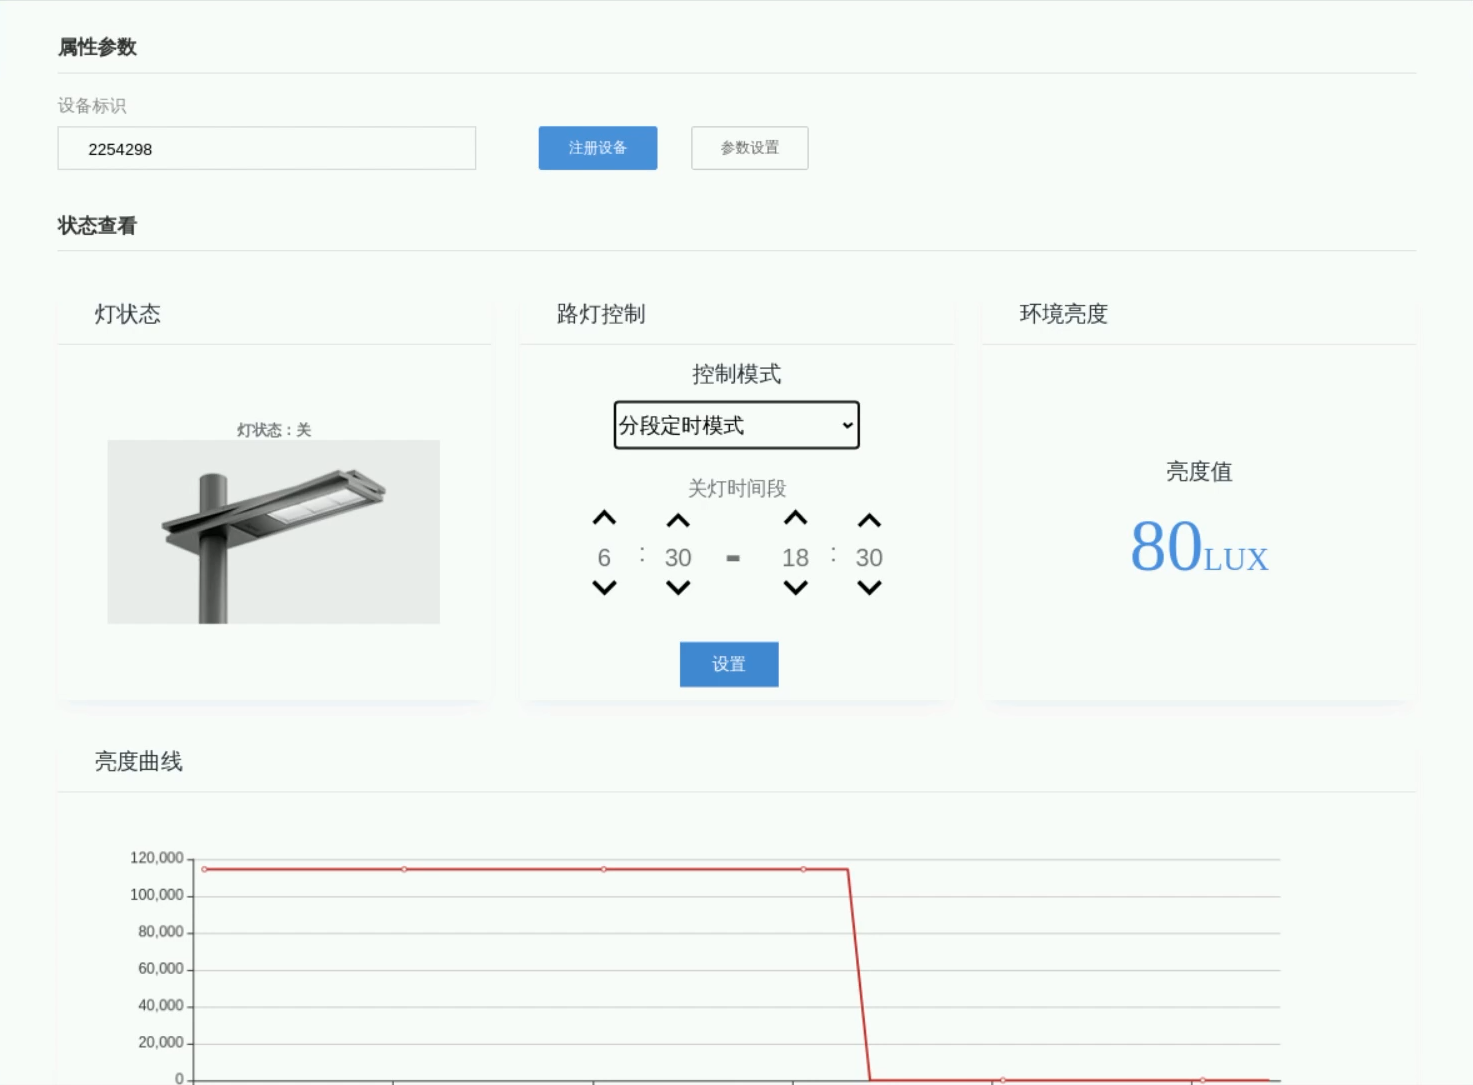 属性参数
设备标识
2254298 注册设备 参数设置
状态查看
灯状态 路灯控制 环境亮度
控制模式
分段定时模式
灯状态：关
亮度值
关灯时间段
6 : 30 - 18 : 30
80LUX
设置
亮度曲线
120,000
100,000
80,000
60,000
40,000
20,000
0